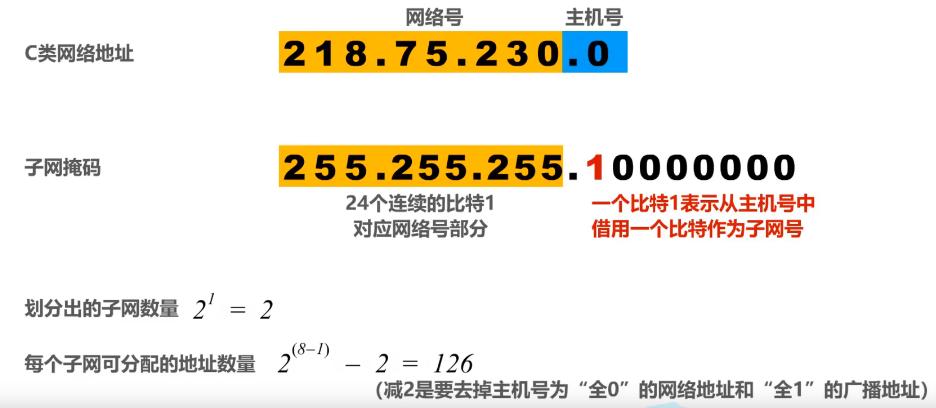 网络号 主机号
C类网络地址 218.75.230.0
子网掩码 255.255.255.10000000
24个连续的比特1 一个比特1表示从主机号中
对应网络号部分 借用一个比特作为子网号
划分出的子网数量 2^1 = 2
每个子网可分配的地址数量 2^(8-1) - 2 = 126
(减2是要去掉主机号为“全0”的网络地址和“全1”的广播地址)